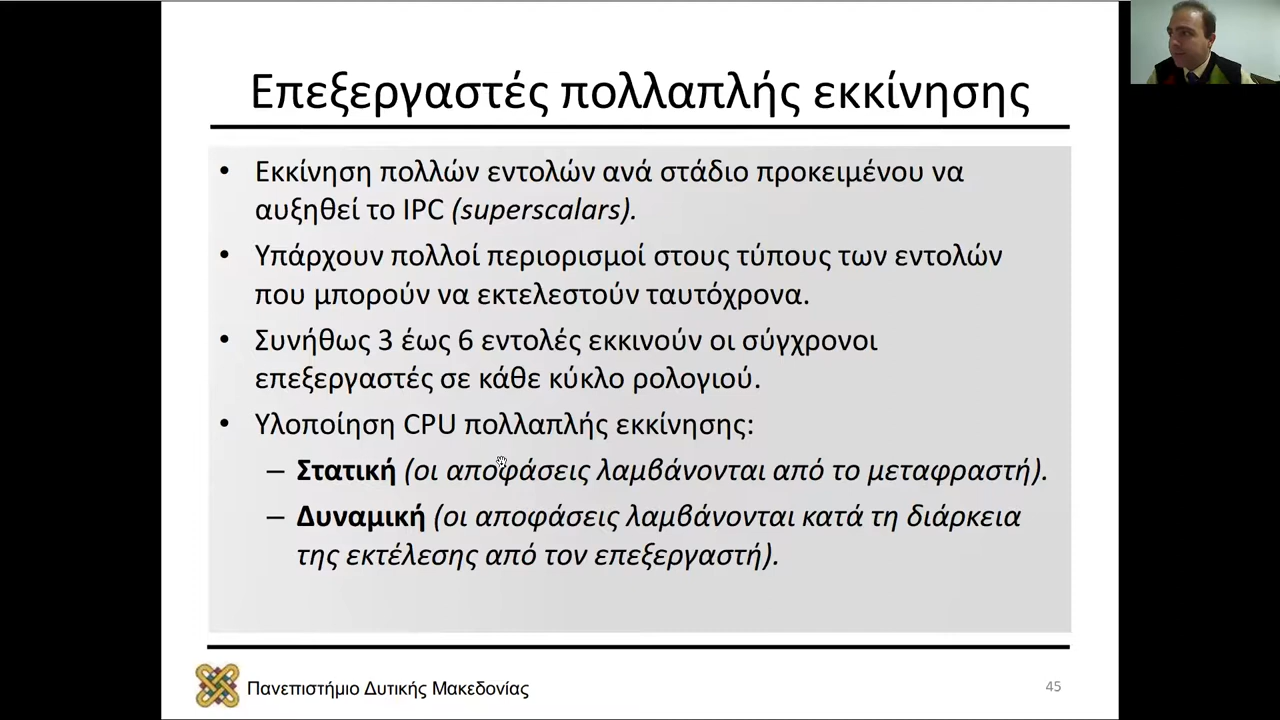 Επεξεργαστές πολλαπλής εκκίνησης
• Εκκίνηση πολλών εντολών ανά στάδιο προκειμένου να
αυξηθεί το IPC (superscalars).
• Υπάρχουν πολλοί περιορισμοί στους τύπους των εντολών
που μπορούν να εκτελεστούν ταυτόχρονα.
• Συνήθως 3 έως 6 εντολές εκκινούν οι σύγχρονοι
επεξεργαστές σε κάθε κύκλο ρολογιού.
• Υλοποίηση CPU πολλαπλής εκκίνησης:
– Στατική (οι αποφάσεις λαμβάνονται από το μεταφραστή).
– Δυναμική (οι αποφάσεις λαμβάνονται κατά τη διάρκεια
της εκτέλεσης από τον επεξεργαστή).
Πανεπιστήμιο Δυτικής Μακεδονίας
45